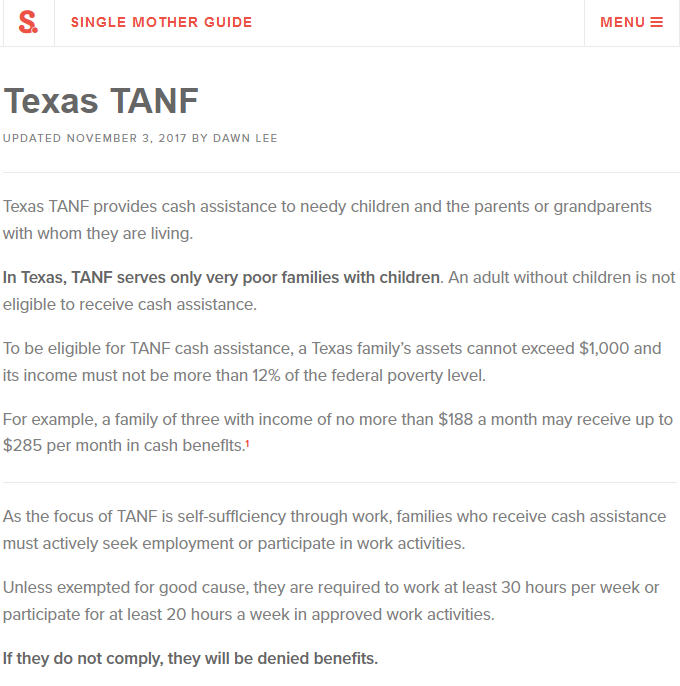 S.
SINGLE MOTHER GUIDE
MENU
Texas TANF
UPDATED NOVEMBER 3, 2017 BY DAWN LEE
Texas TANF provides cash assistance to needy children and the parents or grandparents
with whom they are living.
In Texas, TANF serves only very poor families with children. An adult without children is not
eligible to receive cash assistance.
To be eligible for TANF cash assistance, a Texas family’s assets cannot exceed $1,000 and
its income must not be more than 12% of the federal poverty level.
For example, a family of three with income of no more than $188 a month may receive up to
$285 per month in cash benefits.¹
As the focus of TANF is self-sufficiency through work, families who receive cash assistance
must actively seek employment or participate in work activities.
Unless exempted for good cause, they are required to work at least 30 hours per week or
participate for at least 20 hours a week in approved work activities.
If they do not comply, they will be denied benefits.